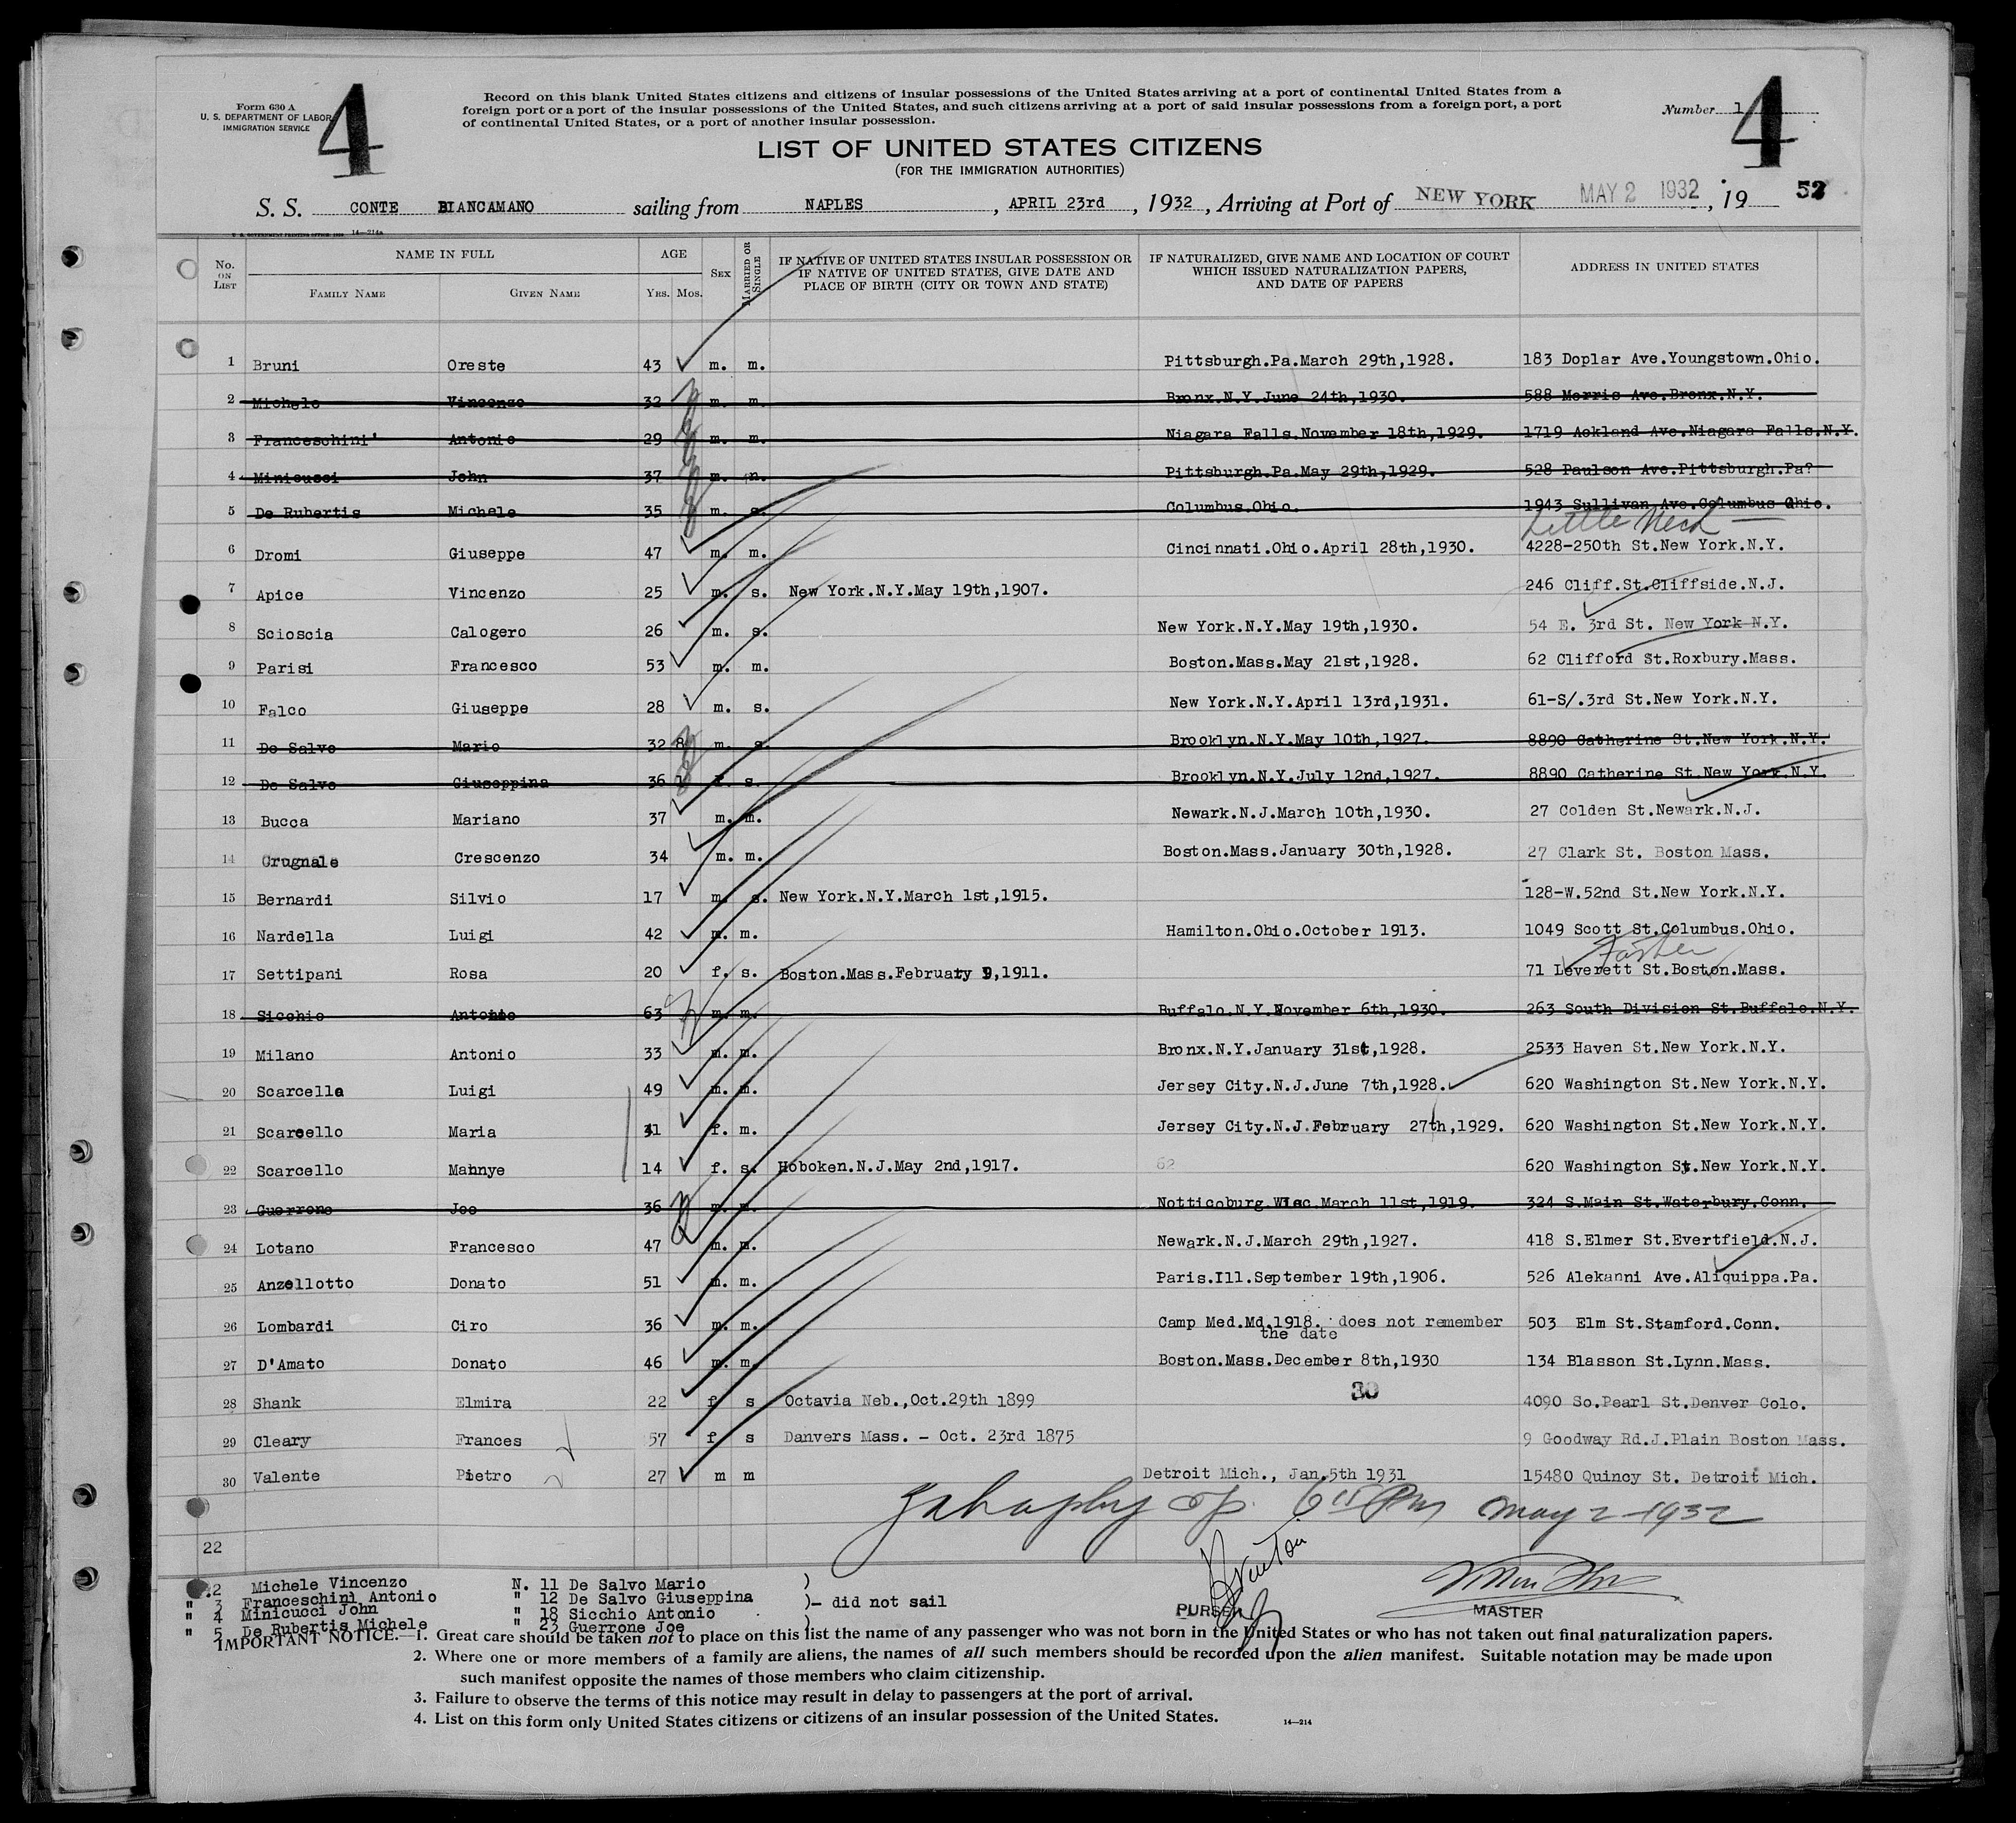 Form 630 A
U. S. DEPARTMENT OF LABOR
IMMIGRATION SERVICE
4
Record on this blank United States citizens and citizens of insular possessions of the United States arriving at a port of continental United States from a
foreign port or a port of the insular possessions of the United States, and such citizens arriving at a port of said insular possessions from a foreign port, a port
of continental United States, or a port of another insular possession.
Number 1
4
LIST OF UNITED STATES CITIZENS
(FOR THE IMMIGRATION AUTHORITIES)
S. S. CONTE BIANCAMANO sailing from NAPLES, APRIL 23rd, 1932, Arriving at Port of NEW YORK MAY 2 1932, 19 52
14—214a
No. ON LIST NAME IN FULL AGE SEX MARRIED OR SINGLE IF NATIVE OF UNITED STATES INSULAR POSSESSION OR IF NATIVE OF UNITED STATES, GIVE DATE AND PLACE OF BIRTH (CITY OR TOWN AND STATE) IF NATURALIZED, GIVE NAME AND LOCATION OF COURT WHICH ISSUED NATURALIZATION PAPERS, AND DATE OF PAPERS ADDRESS IN UNITED STATES
FAMILY NAME GIVEN NAME YRS. MOS.
1 Bruni Oreste 43 m. m. Pittsburgh.Pa.March 29th,1928. 183 Doplar Ave.Youngstown.Ohio.
2 Michele Vincenzo 32 m. m. Bronx.N.Y.June 24th,1930. 588 Morris Ave.Bronx.N.Y.
3 Franceschini' Antonio 29 m. m. Niagara Falls.November 18th,1929. 1719 Ackland Ave.Niagara Falls.N.Y.
4 Minicucci John 37 m. m. Pittsburgh.Pa.May 29th,1929. 528 Paulson Ave.Pittsburgh.Pa?
5 De Rubertis Michele 35 m. s. Columbus.Ohio. 1943 Sullivan Ave.Columbus Ohio.
Little Neck
6 Dromi Giuseppe 47 m. m. Cincinnati.Ohio.April 28th,1930. 4228-250th St.New York.N.Y.
7 Apice Vincenzo 25 m. s. New York.N.Y.May 19th,1907. 246 Cliff.St.Cliffside.N.J.
8 Scioscia Calogero 26 m. s. New York.N.Y.May 19th,1930. 54 E. 3rd St. New York N.Y.
9 Parisi Francesco 53 m. m. Boston.Mass.May 21st,1928. 62 Clifford St.Roxbury.Mass.
10 Falco Giuseppe 28 m. s. New York.N.Y.April 13rd,1931. 61-S/.3rd St.New York.N.Y.
11 De Salvo Mario 32 8 m. s. Brooklyn.N.Y.May 10th,1927. 8890 Catherine St.New York.N.Y.
12 De Salvo Giuseppina 36 1 f. s. Brooklyn.N.Y.July 12nd,1927. 8890 Catherine St.New York.N.Y.
13 Bucca Mariano 37 m. m. Newark.N.J.March 10th,1930. 27 Colden St.Newark.N.J.
14 Crugnale Crescenzo 34 m. m. Boston.Mass.January 30th,1928. 27 Clark St. Boston Mass.
15 Bernardi Silvio 17 m. s. New York.N.Y.March 1st,1915. 128-W.52nd St.New York.N.Y.
16 Nardella Luigi 42 m. m. Hamilton.Ohio.October 1913. 1049 Scott St.Columbus.Ohio.
17 Settipani Rosa 20 f. s. Boston.Mass.February 9,1911. 71 Leverett St.Boston.Mass.
18 Sicchio Antonio 63 m. m. Buffalo.N.Y.November 6th,1930. 263 South Division St.Buffalo.N.Y.
19 Milano Antonio 33 m. m. Bronx.N.Y.January 31st,1928. 2533 Haven St.New York.N.Y.
20 Scarcella Luigi 49 m. m. Jersey City.N.J.June 7th,1928. 620 Washington St.New York.N.Y.
21 Scarcello Maria 41 f. m. Jersey City.N.J.February 27th,1929. 620 Washington St.New York.N.Y.
22 Scarcello Mannye 14 f. s. Hoboken.N.J.May 2nd,1917. 62 620 Washington St.New York.N.Y.
23 Guerrone Joe 36 m. m. Notticoburg.Wisc.March 11st,1919. 324 S.Main St.Waterbury.Conn.
24 Lotano Francesco 47 m. m. Newark.N.J.March 29th,1927. 418 S.Elmer St.Evertfield.N.J.
25 Anzellotto Donato 51 m. m. Paris.Ill.September 19th,1906. 526 Alekanni Ave.Aliquippa.Pa.
26 Lombardi Ciro 36 m. m. Camp Med.Md.1918. does not remember 503 Elm St.Stamford.Conn.
the date
27 D'Amato Donato 46 m. m. Boston.Mass.December 8th,1930 134 Blasson St.Lynn.Mass.
28 Shank Elmira 22 f s Octavia Neb.,Oct.29th 1899 30 4090 So.Pearl St.Denver Colo.
29 Cleary Frances 57 f s Danvers Mass. - Oct. 23rd 1875 9 Goodway Rd.J.Plain Boston Mass.
30 Valente Pietro 27 m m Detroit Mich., Jan.5th 1931 15480 Quincy St. Detroit Mich.
6 15 PM May 2 1932
22
.2 Michele Vincenzo N. 11 De Salvo Mario )
" 3 Franceschini Antonio " 12 De Salvo Giuseppina )- did not sail
" 4 Minicucci John " 18 Sicchio Antonio
" 5 De Rubertis Michele " 23 Guerrone Joe )
PURSER MASTER
IMPORTANT NOTICE.—1. Great care should be taken not to place on this list the name of any passenger who was not born in the United States or who has not taken out final naturalization papers.
2. Where one or more members of a family are aliens, the names of all such members should be recorded upon the alien manifest. Suitable notation may be made upon
such manifest opposite the names of those members who claim citizenship.
3. Failure to observe the terms of this notice may result in delay to passengers at the port of arrival.
4. List on this form only United States citizens or citizens of an insular possession of the United States.
14—214